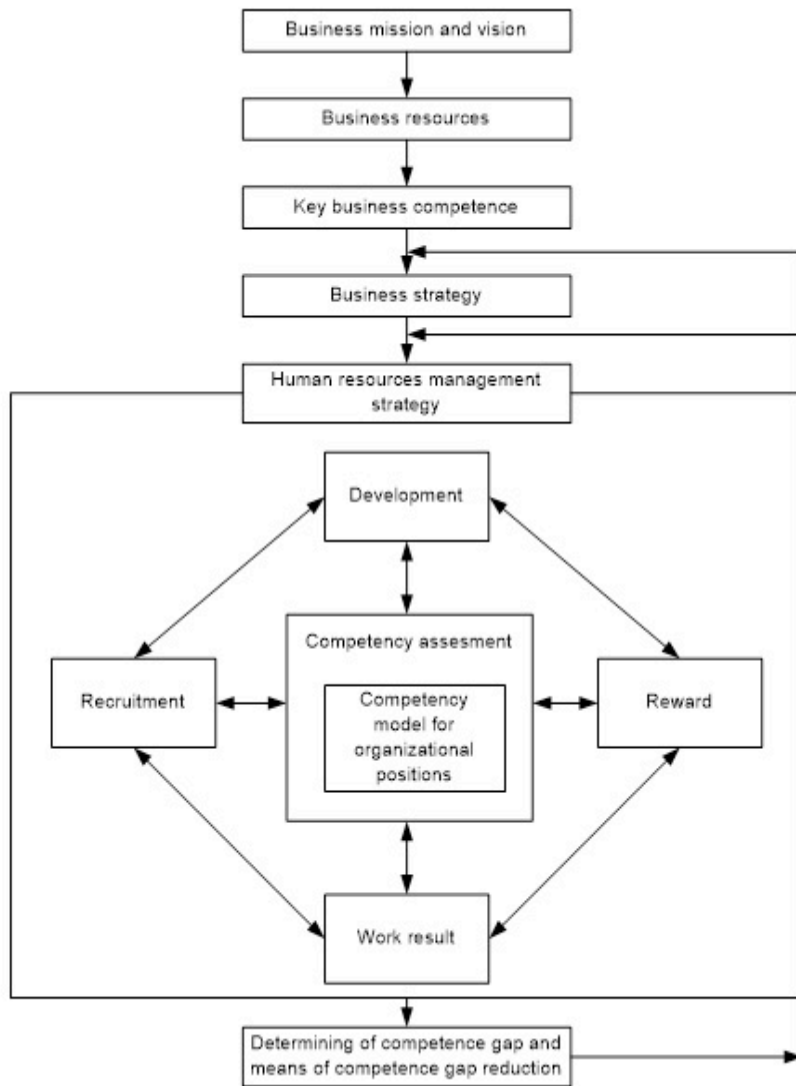 Business mission and vision
Business resources
Key business competence
Business strategy
Human resources management
strategy
Development
Competency assesment
Recruitment
Competency
model for
organizational
positions
Reward
Work result
Determining of competence gap and
means of competence gap reduction